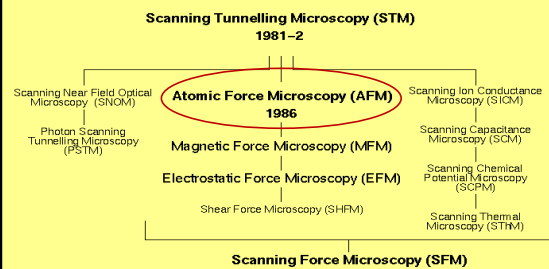 Scanning Tunnelling Microscopy (STM)
1981–2
Scanning Near Field Optical
Microscopy (SNOM)
Photon Scanning
Tunnelling Microscopy
(PSTM)
Atomic Force Microscopy (AFM)
1986
Magnetic Force Microscopy (MFM)
Electrostatic Force Microscopy (EFM)
Shear Force Microscopy (SHFM)
Scanning Ion Conductance
Microscopy (SICM)
Scanning Capacitance
Microscopy (SCM)
Scanning Chemical
Potential Microscopy
(SCPM)
Scanning Thermal
Microscopy (SThM)
Scanning Force Microscopy (SFM)